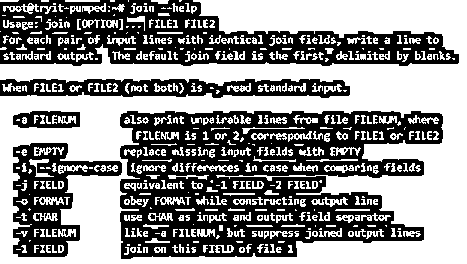 root@tryit-pumped:~# join --help
Usage: join [OPTION]... FILE1 FILE2
For each pair of input lines with identical join fields, write a line to
standard output.  The default join field is the first, delimited by blanks.
When FILE1 or FILE2 (not both) is -, read standard input.
-a FILENUM        also print unpairable lines from file FILENUM, where
FILENUM is 1 or 2, corresponding to FILE1 or FILE2
-e EMPTY          replace missing input fields with EMPTY
-i, --ignore-case  ignore differences in case when comparing fields
-j FIELD          equivalent to '-1 FIELD -2 FIELD'
-o FORMAT         obey FORMAT while constructing output line
-t CHAR           use CHAR as input and output field separator
-v FILENUM        like -a FILENUM, but suppress joined output lines
-1 FIELD          join on this FIELD of file 1